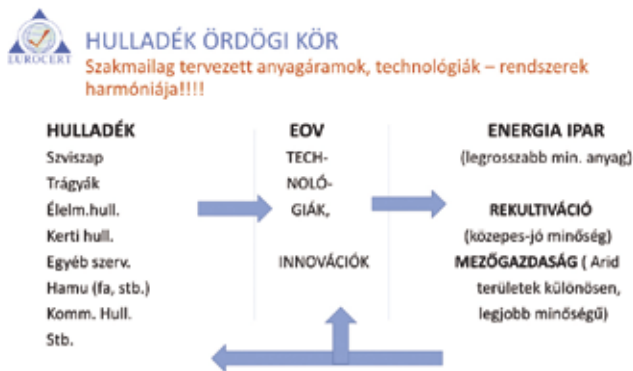 EUROCERT
HULLADÉK ÖRDÖGI KÖR
Szakmailag tervezett anyagáramok, technológiák – rendszerek
harmóniája!!!!
HULLADÉK
Szviszap
Trágyák
Élelm.hull.
Kerti hull.
Egyéb szerv.
Hamu (fa, stb.)
Komm. Hull.
Stb.
EOV
TECH-
NOLÓ-
GIÁK,
INNOVÁCIÓK
ENERGIA IPAR
(legrosszabb min. anyag)
REKULTIVÁCIÓ
(közepes-jó minőség)
MEZŐGAZDASÁG ( Arid
területek különösen,
legjobb minőségű)